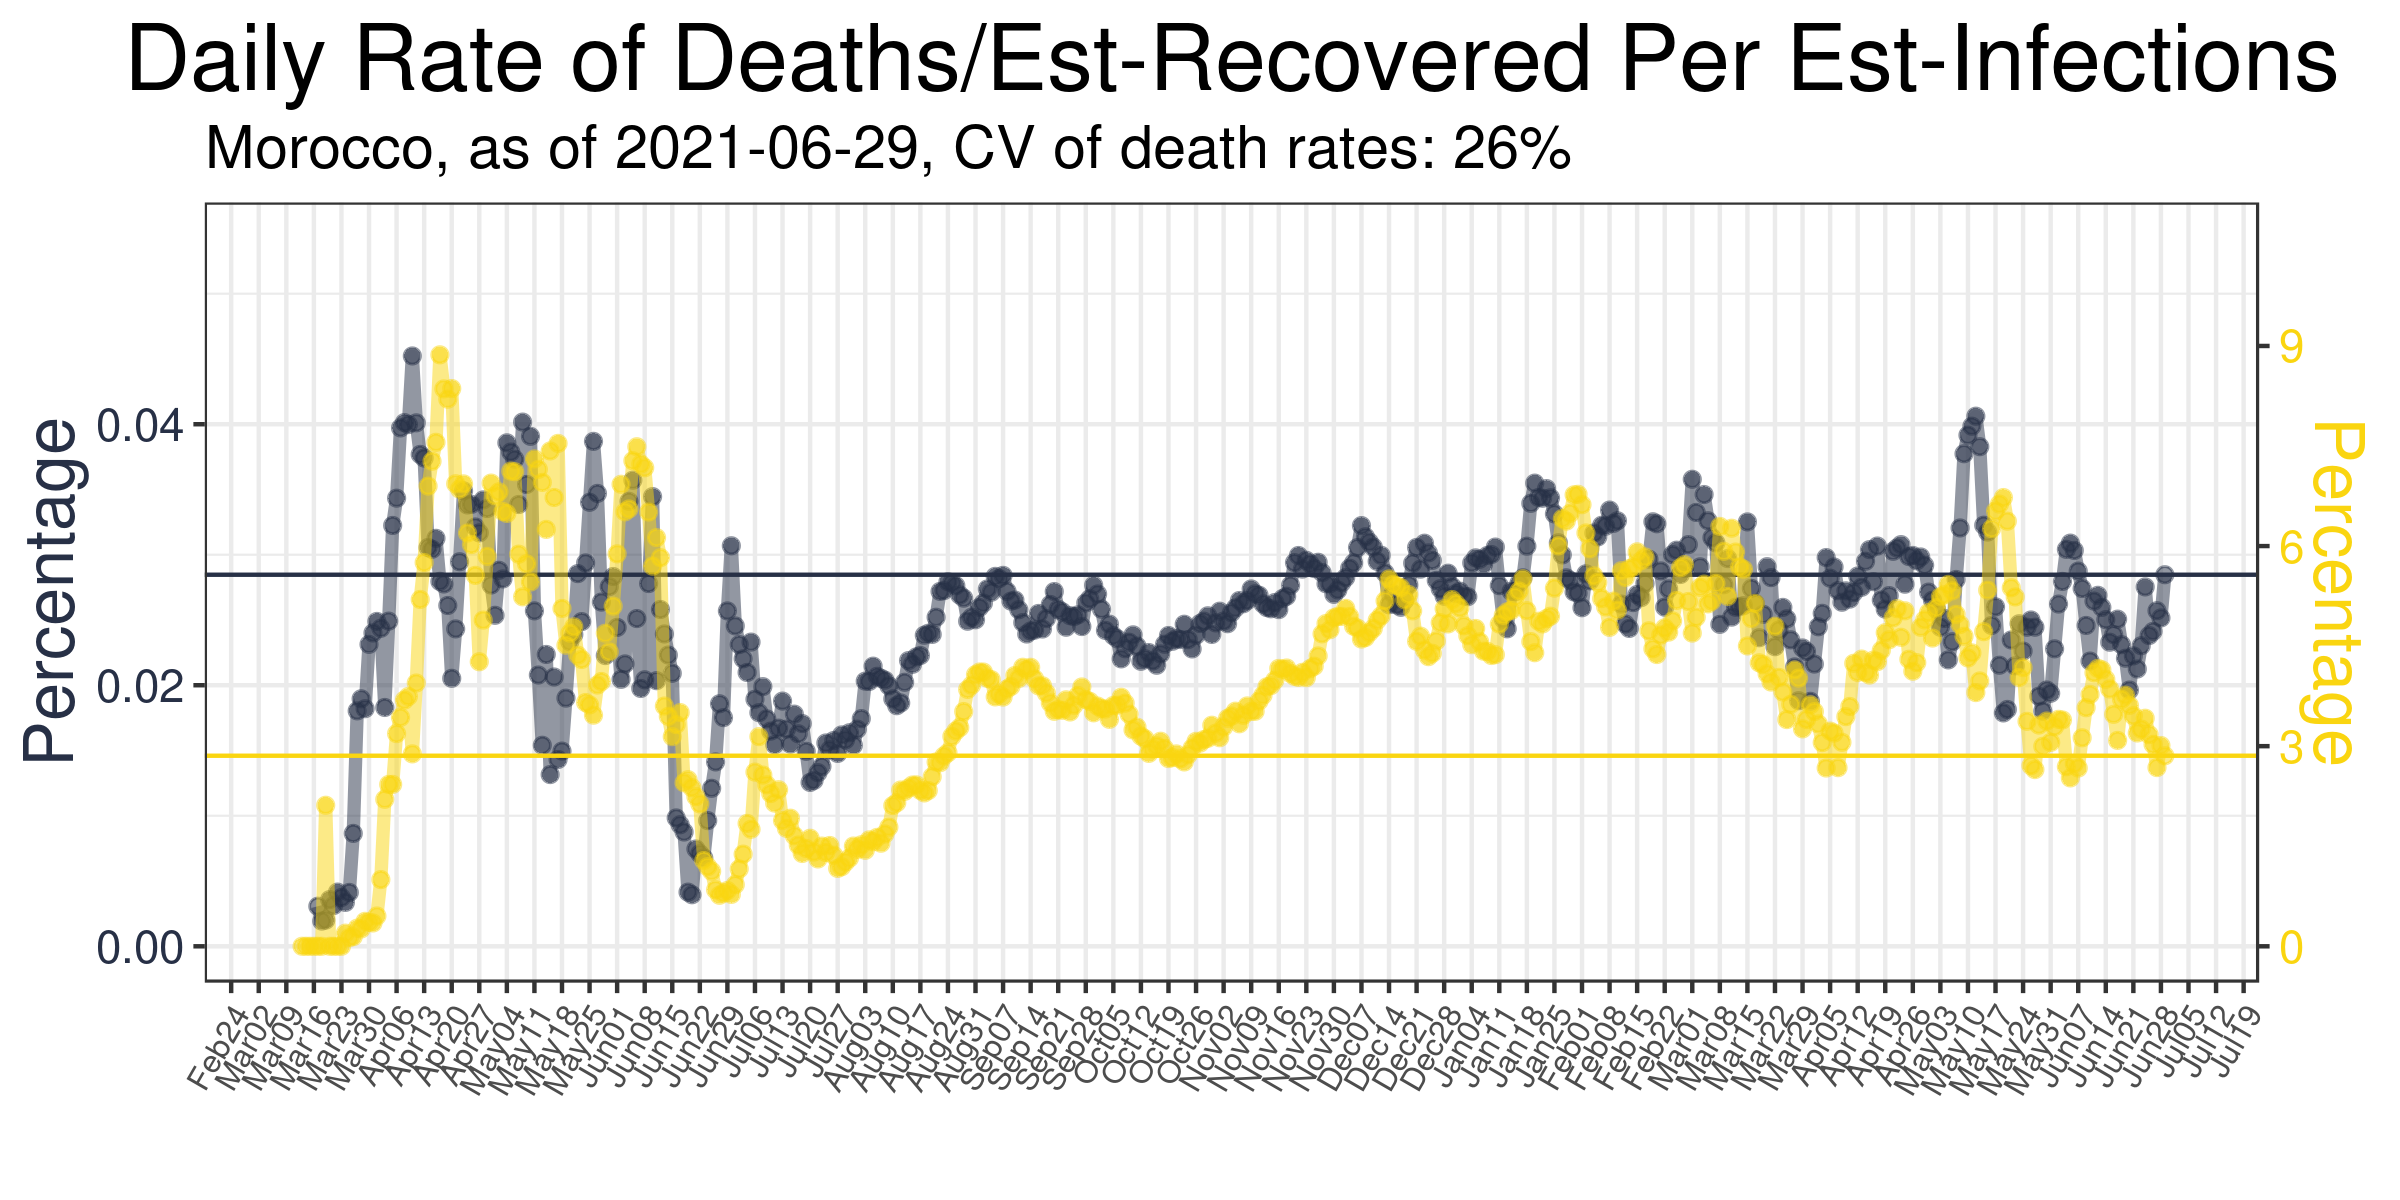 Daily Rate of Deaths/Est-Recovered Per Est-Infections
Morocco, as of 2021-06-29, CV of death rates: 26%
Percentage
0.04
0.02
0.00
9
6
3
0
Percentage
Feb24
Mar02
Mar09
Mar16
Mar23
Mar30
Apr06
Apr13
Apr20
Apr27
May04
May11
May18
May25
Jun01
Jun08
Jun15
Jun22
Jun29
Jul06
Jul13
Jul20
Jul27
Aug03
Aug10
Aug17
Aug24
Aug31
Sep07
Sep14
Sep21
Sep28
Oct05
Oct12
Oct19
Oct26
Nov02
Nov09
Nov16
Nov23
Nov30
Dec07
Dec14
Dec21
Dec28
Jan04
Jan11
Jan18
Jan25
Feb01
Feb08
Feb15
Feb22
Mar01
Mar08
Mar15
Mar22
Mar29
Apr05
Apr12
Apr19
Apr26
May03
May10
May17
May24
May31
Jun07
Jun14
Jun21
Jun28
Jul05
Jul12
Jul19